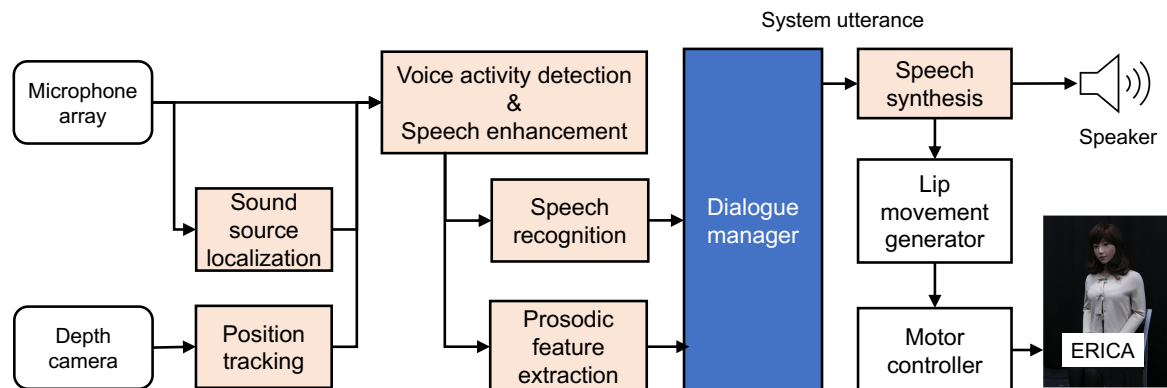 System utterance
Microphone
array
Voice activity detection
&
Speech enhancement
Speech
synthesis
Speaker
Sound
source
localization
Speech
recognition
Dialogue
manager
Lip
movement
generator
Depth
camera
Position
tracking
Prosodic
feature
extraction
Motor
controller
ERICA